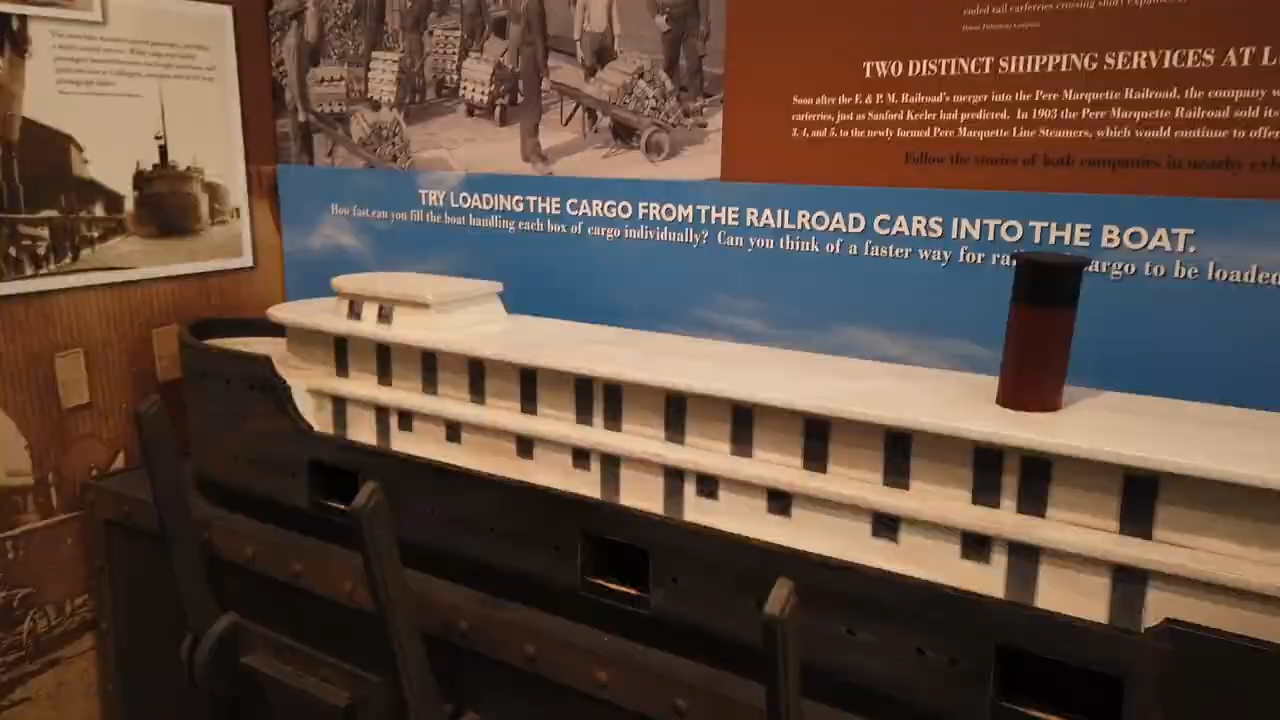 ended rail carferries crossing short
TWO DISTINCT SHIPPING SERVICES AT L
Soon after the F. & P. M. Railroad's merger into the Pere Marquette Railroad, the company
carferries, just as Sanford Keeler had predicted. In 1903 the Pere Marquette Railroad sold its
3, 4, and 5, to the newly formed Pere Marquette Line Steamers, which would continue to offer
Follow the stories of both companies in nearby
TRY LOADING THE CARGO FROM THE RAILROAD CARS INTO THE BOAT.
How fast can you fill the boat handling each box of cargo individually? Can you think of a faster way for ra argo to be loaded